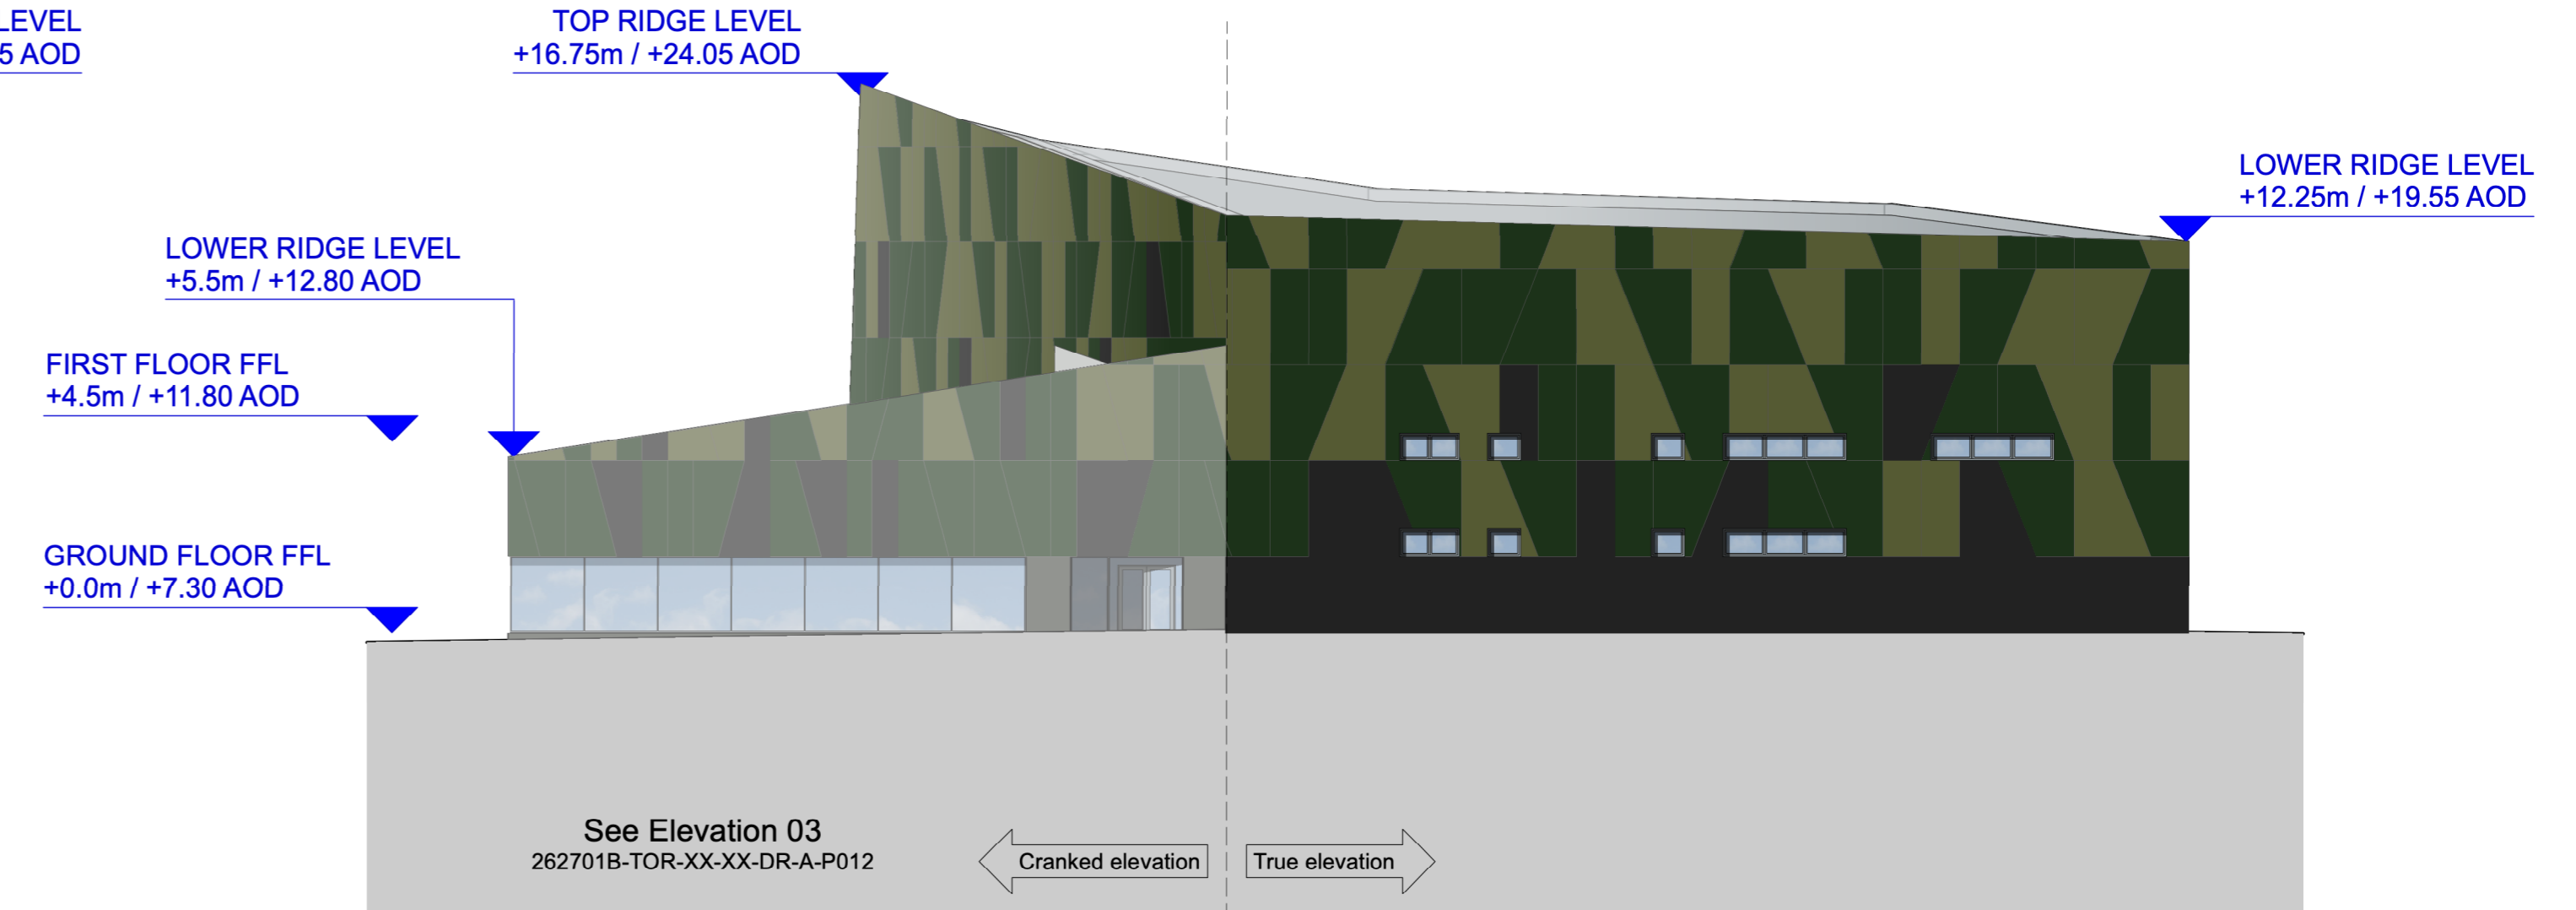 LEVEL
5 AOD
TOP RIDGE LEVEL
+16.75m / +24.05 AOD
LOWER RIDGE LEVEL
+12.25m / +19.55 AOD
LOWER RIDGE LEVEL
+5.5m / +12.80 AOD
FIRST FLOOR FFL
+4.5m / +11.80 AOD
GROUND FLOOR FFL
+0.0m / +7.30 AOD
See Elevation 03
262701B-TOR-XX-XX-DR-A-P012
Cranked elevation
True elevation